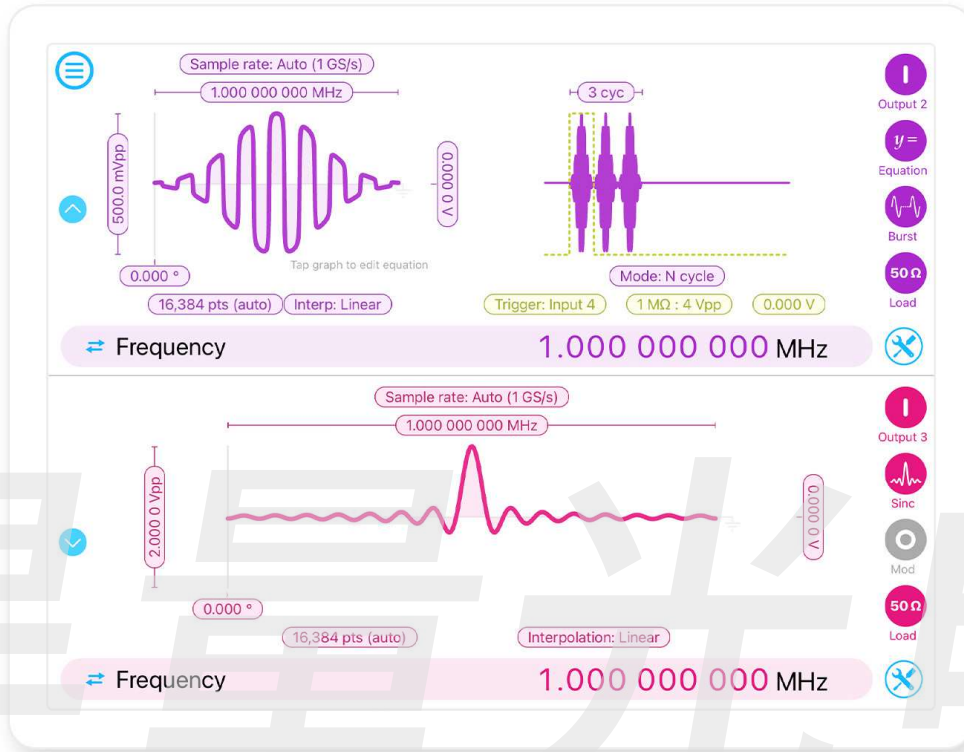 Sample rate: Auto (1 GS/s)
1.000 000 000 MHz
3 cyc
Output 2
500.0 mVpp
0.000 0 V
y=
Equation
Burst
0.000 °
Tap graph to edit equation
Mode: N cycle
50 Ω
Load
16,384 pts (auto)
Interp: Linear
Trigger: Input 4
1 MΩ : 4 Vpp
0.000 V
Frequency
1.000 000 000 MHz
Sample rate: Auto (1 GS/s)
1.000 000 000 MHz
Output 3
2.000 0 Vpp
0.000 0 V
Sinc
Mod
0.000 °
50 Ω
Load
16,384 pts (auto)
Interpolation: Linear
Frequency
1.000 000 000 MHz
量光